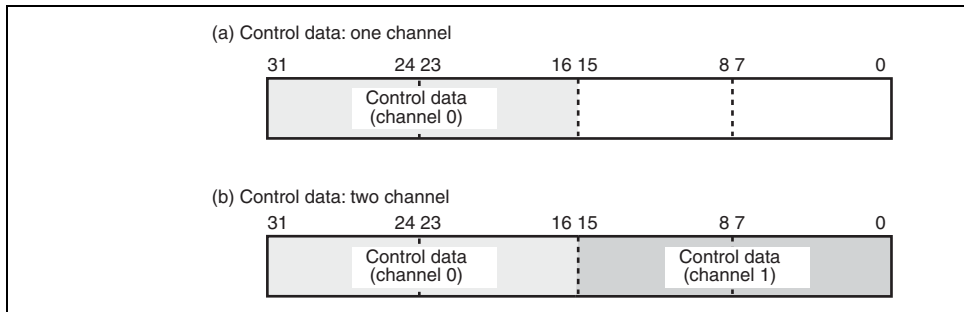 (a) Control data: one channel
31 24 23 16 15 8 7 0
Control data
(channel 0)
(b) Control data: two channel
31 24 23 16 15 8 7 0
Control data Control data
(channel 0) (channel 1)